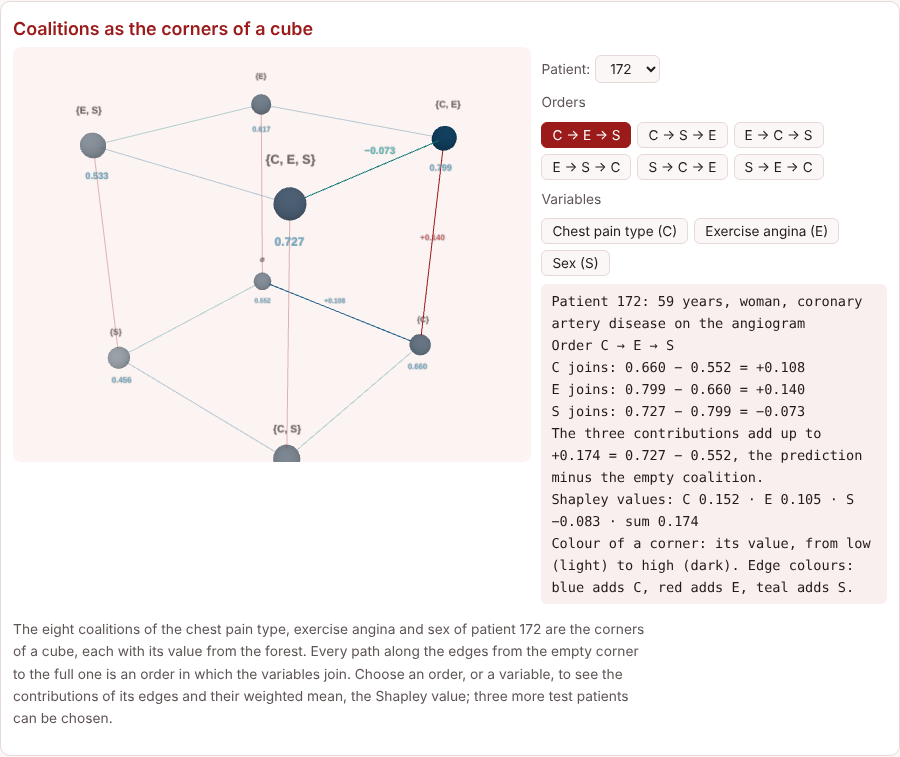 Coalitions as the corners of a cube
{E}
{E, S}
{C, E}
0.617
−0.073
{C, E, S}
0.799
0.533
+0.140
0.727
∅
0.552
+0.108
{C}
{S}
0.660
0.456
{C, S}
Patient: 172
Orders
C → E → S
C → S → E
E → C → S
E → S → C
S → C → E
S → E → C
Variables
Chest pain type (C)
Exercise angina (E)
Sex (S)
Patient 172: 59 years, woman, coronary
artery disease on the angiogram
Order C → E → S
C joins: 0.660 − 0.552 = +0.108
E joins: 0.799 − 0.660 = +0.140
S joins: 0.727 − 0.799 = −0.073
The three contributions add up to
+0.174 = 0.727 − 0.552, the prediction
minus the empty coalition.
Shapley values: C 0.152 · E 0.105 · S
−0.083 · sum 0.174
Colour of a corner: its value, from low
(light) to high (dark). Edge colours:
blue adds C, red adds E, teal adds S.
The eight coalitions of the chest pain type, exercise angina and sex of patient 172 are the corners
of a cube, each with its value from the forest. Every path along the edges from the empty corner
to the full one is an order in which the variables join. Choose an order, or a variable, to see the
contributions of its edges and their weighted mean, the Shapley value; three more test patients
can be chosen.